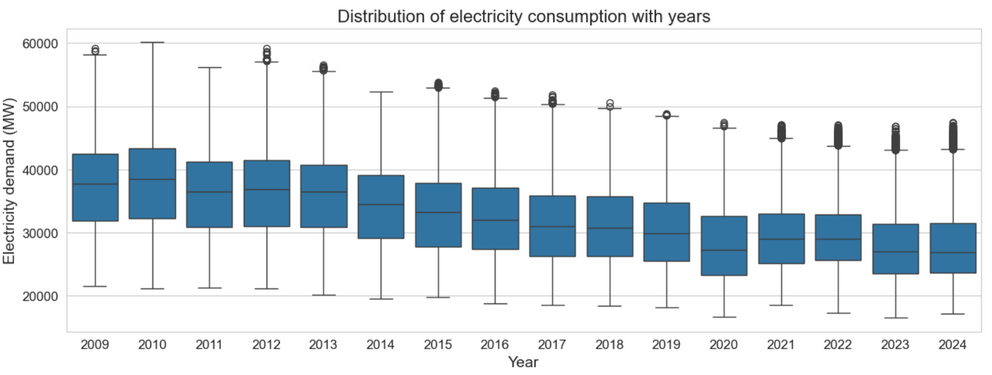 Distribution of electricity consumption with years
Electricity demand (MW)
60000
50000
40000
30000
20000
2009 2010 2011 2012 2013 2014 2015 2016 2017 2018 2019 2020 2021 2022 2023 2024
Year